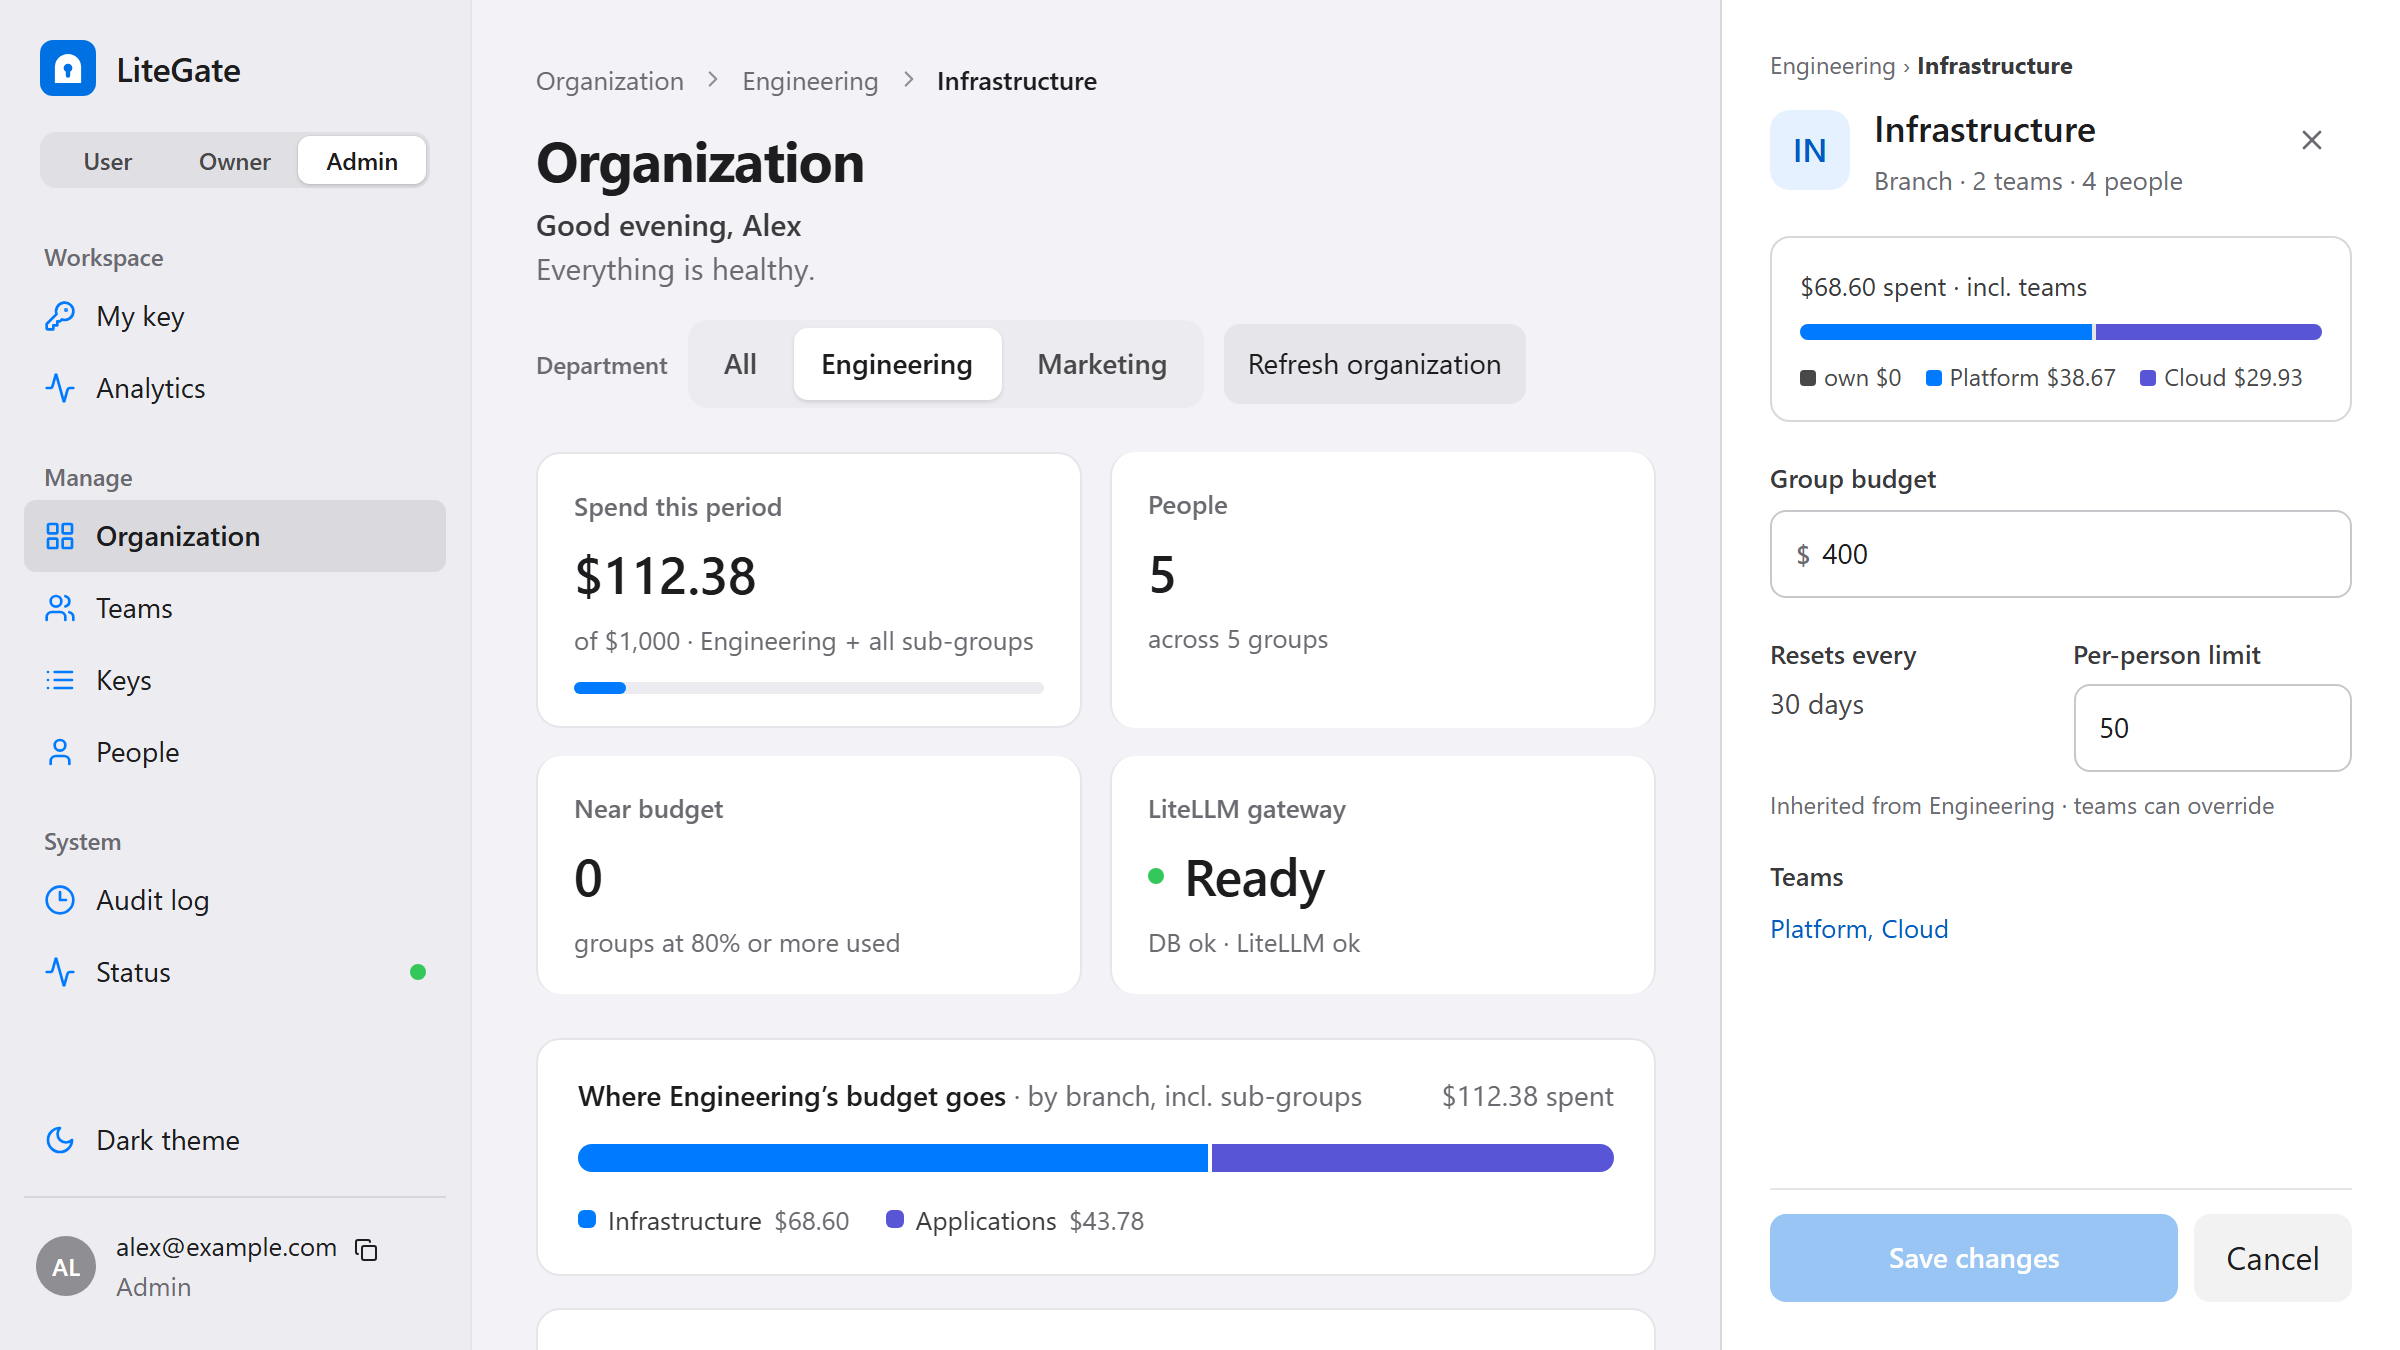 LiteGate
User Owner Admin
Workspace
My key
Analytics
Manage
Organization
Teams
Keys
People
System
Audit log
Status
Dark theme
AL
alex@example.com
Admin
Organization > Engineering > Infrastructure
Organization
Good evening, Alex
Everything is healthy.
Department All Engineering Marketing Refresh organization
Spend this period
$112.38
of $1,000 · Engineering + all sub-groups
People
5
across 5 groups
Near budget
0
groups at 80% or more used
LiteLLM gateway
Ready
DB ok · LiteLLM ok
Where Engineering’s budget goes · by branch, incl. sub-groups $112.38 spent
Infrastructure $68.60 Applications $43.78
Engineering › Infrastructure
IN
Infrastructure
Branch · 2 teams · 4 people
$68.60 spent · incl. teams
own $0 Platform $38.67 Cloud $29.93
Group budget
$ 400
Resets every
30 days
Per-person limit
50
Inherited from Engineering · teams can override
Teams
Platform, Cloud
Save changes Cancel